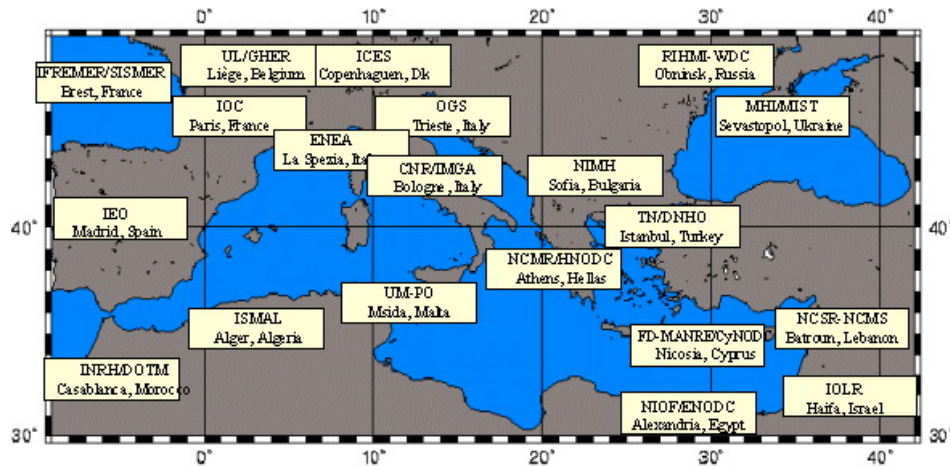 0°
10°
20°
30°
40°
UL/GHER
Liège, Belgium
ICES
Copenhaguen, Dk
RIHMI-WDC
Obninsk, Russia
IFREMER/SISMER
Brest, France
IOC
Paris, France
OGS
Trieste, Italy
MHI/MIST
Sevastopol, Ukraine
ENEA
La Spezia, Italy
CNR/IMGA
Bologne, Italy
NIMH
Sofia, Bulgaria
IEO
Madrid, Spain
TN/DNHO
Istanbul, Turkey
40°
40°
NCMR/HNODC
Athens, Hellas
UM-PO
Msida, Malta
ISMAL
Alger, Algeria
FD-MANRE/CyNODC
Nicosia, Cyprus
NCSR-NCMS
Batroun, Lebanon
INRH/DOTM
Casablanca, Morocco
IOLR
Haifa, Israel
NIOF/ENODC
Alexandria, Egypt
30°
30°
0°
10°
20°
30°
40°